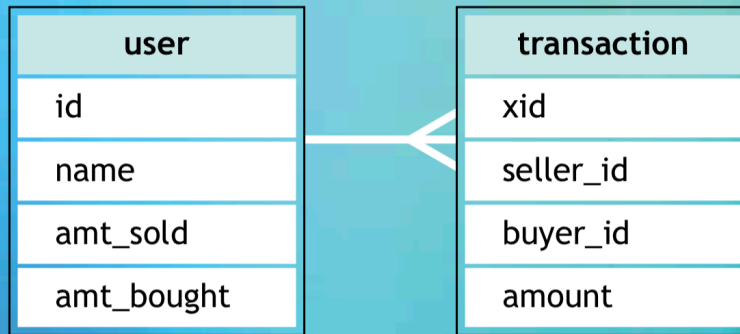 user
id
name
amt_sold
amt_bought
transaction
xid
seller_id
buyer_id
amount